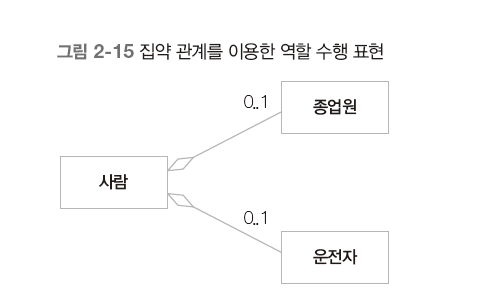 그림 2-15 집약 관계를 이용한 역할 수행 표현
0..1
종업원
사람
0..1
운전자